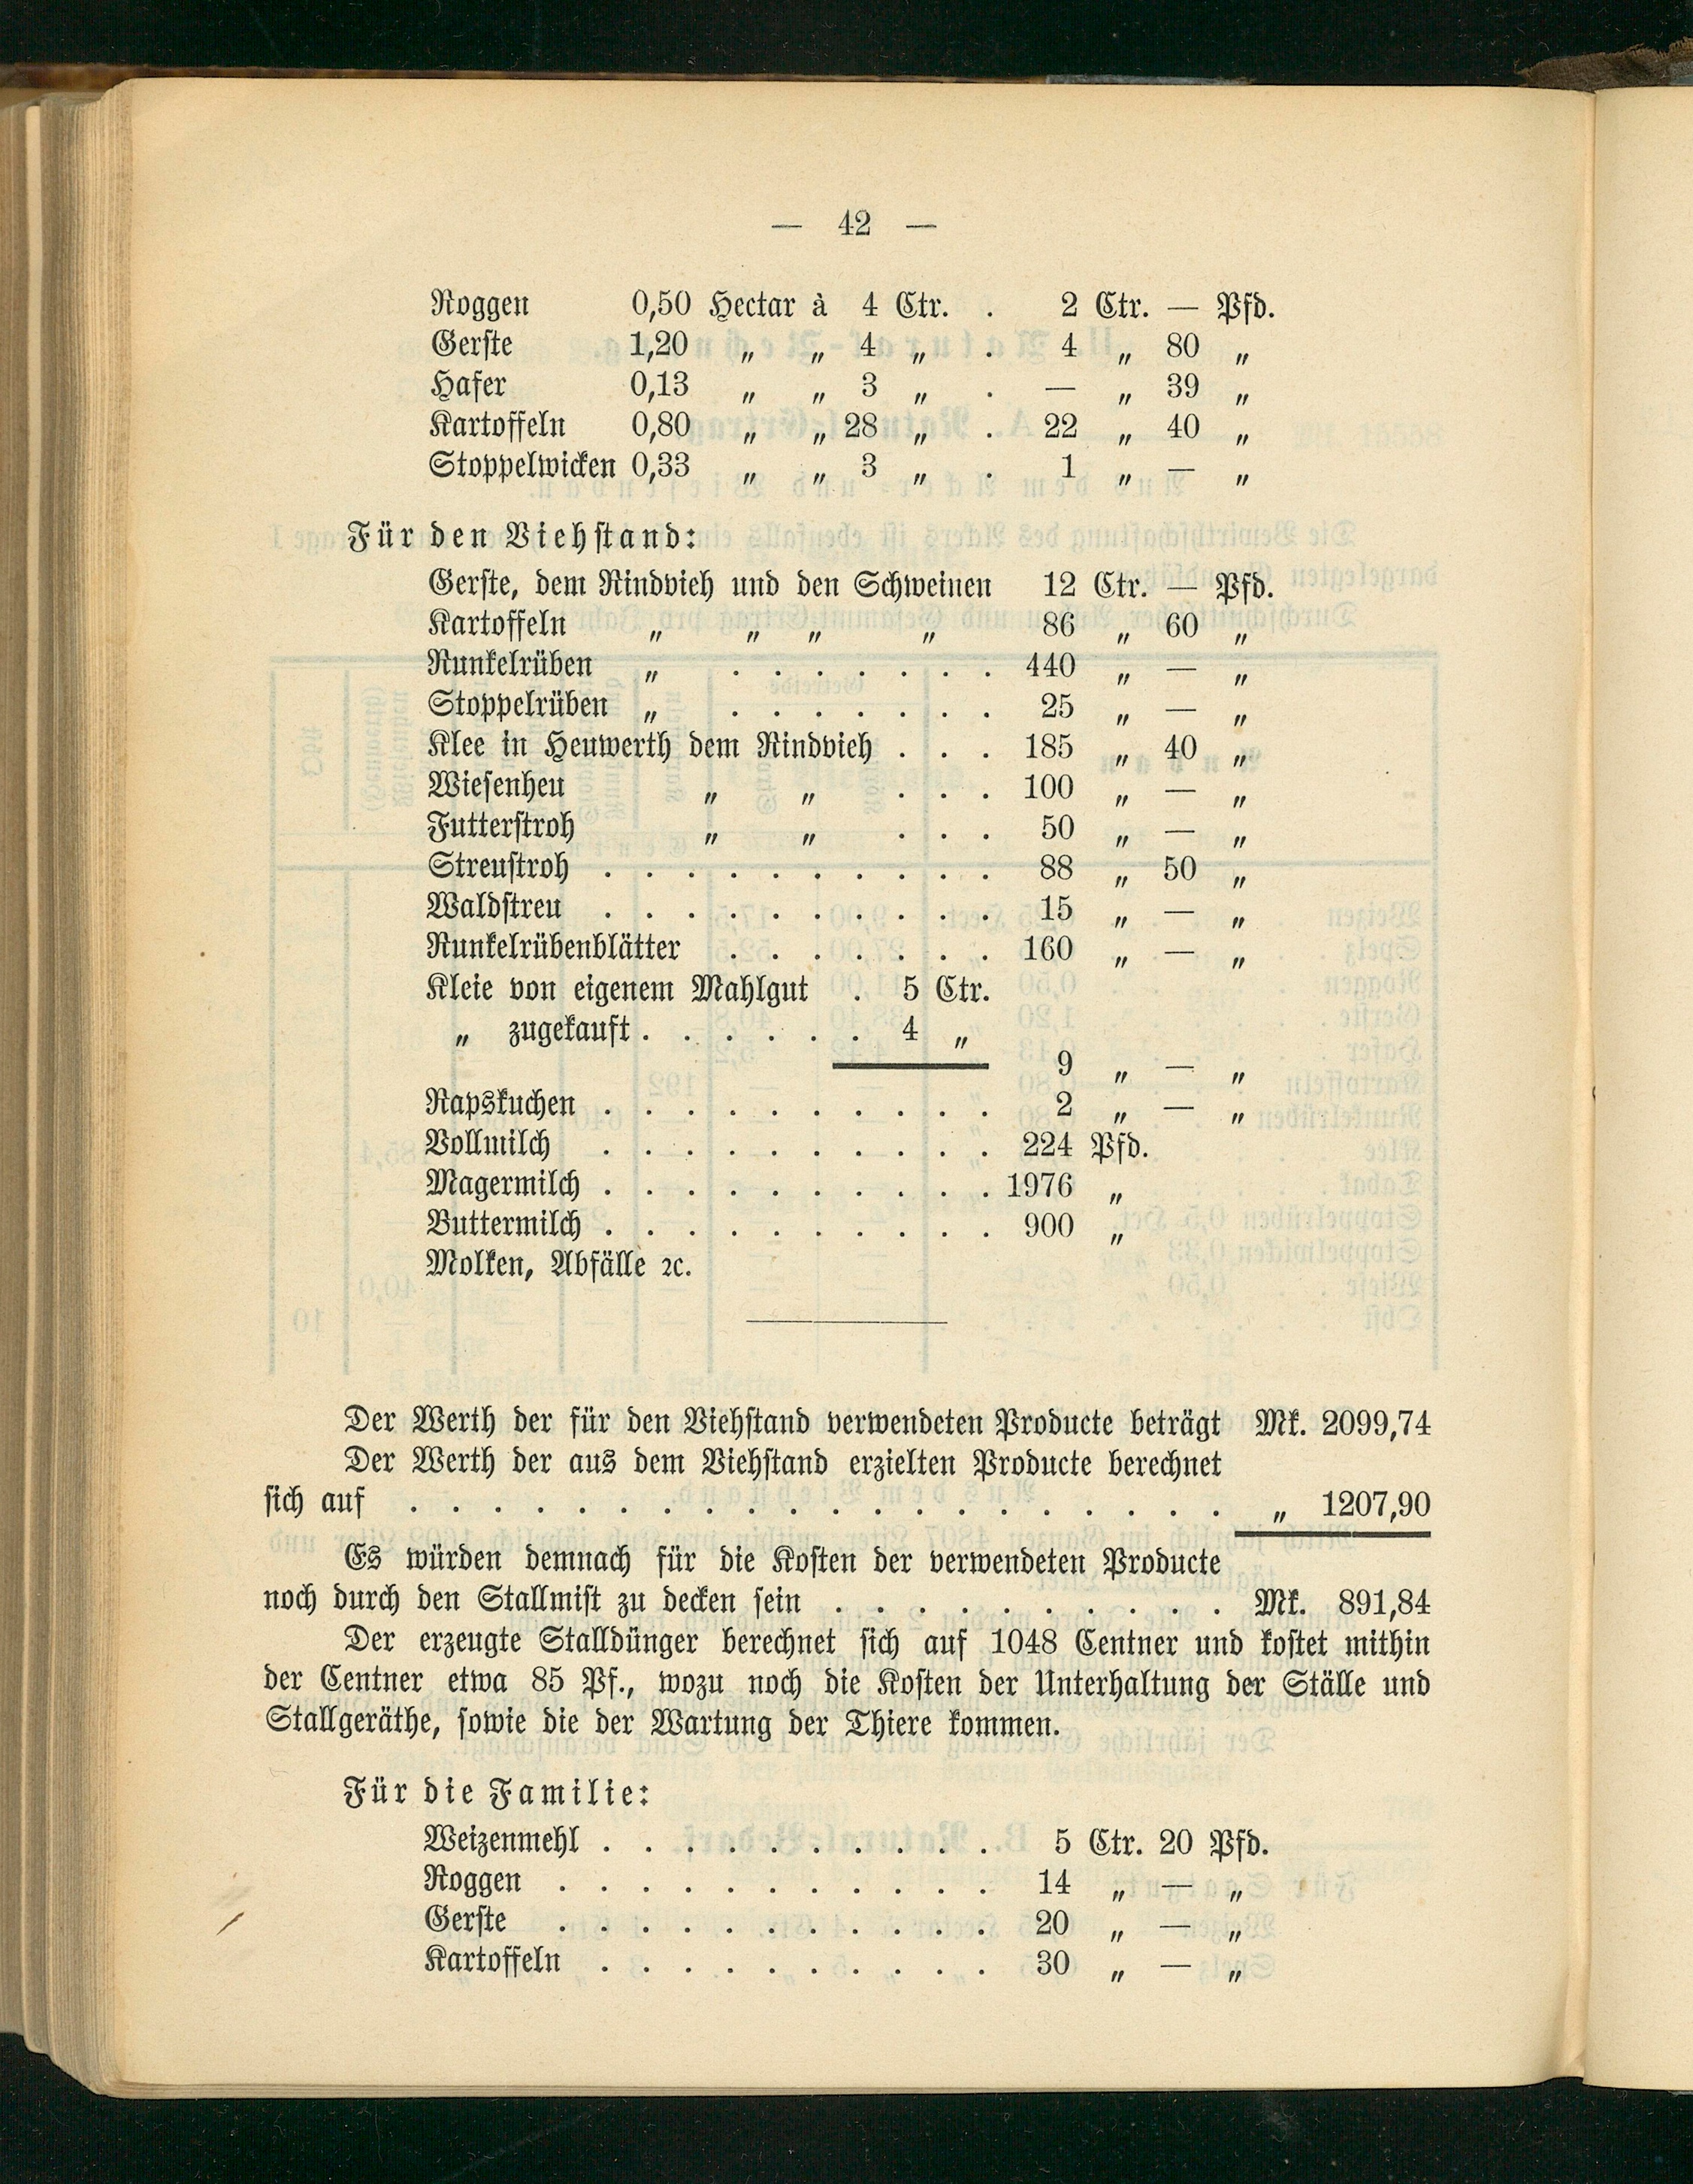 — 42 —
Roggen 0,50 Hectar à 4 Ctr. . 2 Ctr. — Pfd.
Gerste 1,20 „ „ 4 „ . 4 „ 80 „
Hafer 0,13 „ „ 3 „ . — „ 39 „
Kartoffeln 0,80 „ „ 28 „ . 22 „ 40 „
Stoppelwicken 0,33 „ „ 3 „ . 1 „ — „
Für den Viehstand:
Gerste, dem Rindvieh und den Schweinen 12 Ctr. — Pfd.
Kartoffeln „ „ „ „ 86 „ 60 „
Runkelrüben „ . . . . . . . 440 „ — „
Stoppelrüben „ . . . . . . . 25 „ — „
Klee in Heuwerth dem Rindvieh . . . 185 „ 40 „
Wiesenheu „ „ . . . 100 „ — „
Futterstroh „ „ . . . 50 „ — „
Streustroh . . . . . . . . . . 88 „ 50 „
Waldstreu . . . . . . . . . . 15 „ — „
Runkelrübenblätter . . . . . . . 160 „ — „
Kleie von eigenem Mahlgut . 5 Ctr.
„ zugekauft . . . . . . 4 „
9 „ — „
Rapskuchen . . . . . . . . . . 2 „ — „
Vollmilch . . . . . . . . . . 224 Pfd.
Magermilch . . . . . . . . . . 1976 „
Buttermilch . . . . . . . . . . 900 „
Molken, Abfälle ꝛc.
Der Werth der für den Viehstand verwendeten Producte beträgt Mk. 2099,74
Der Werth der aus dem Viehstand erzielten Producte berechnet
sich auf . . . . . . . . . . . . . . . . . . . . „ 1207,90
Es würden demnach für die Kosten der verwendeten Producte
noch durch den Stallmist zu decken sein . . . . . . . . . . Mk. 891,84
Der erzeugte Stalldünger berechnet sich auf 1048 Centner und kostet mithin
der Centner etwa 85 Pf., wozu noch die Kosten der Unterhaltung der Ställe und
Stallgeräthe, sowie die der Wartung der Thiere kommen.
Für die Familie:
Weizenmehl . . . . . . . . . . 5 Ctr. 20 Pfd.
Roggen . . . . . . . . . . . 14 „ — „
Gerste . . . . . . . . . . . 20 „ — „
Kartoffeln . . . . . . . . . . 30 „ — „